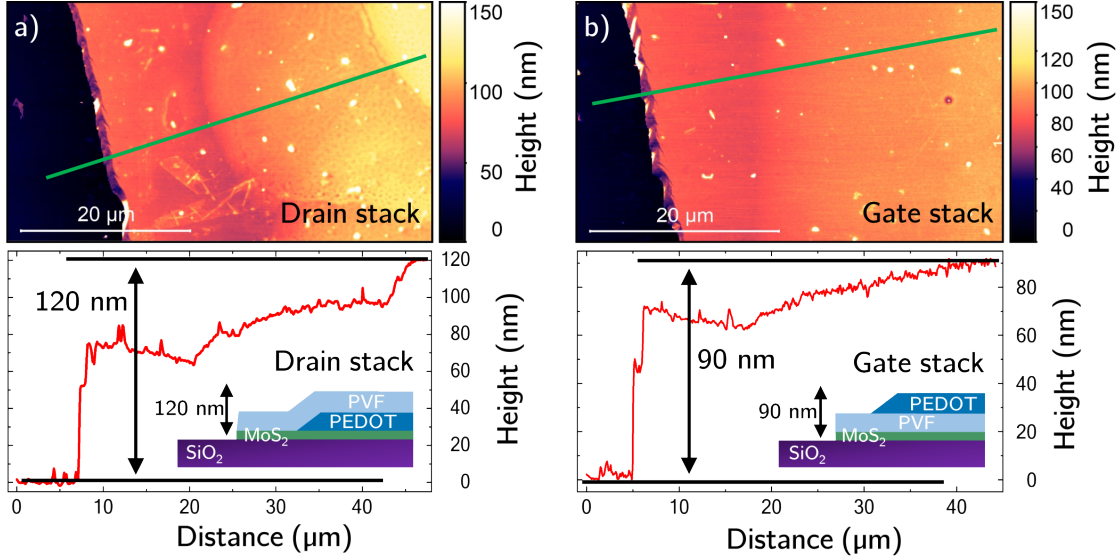 a)
20 µm
Drain stack
150
100
50
0
Height (nm)
b)
20 µm
Gate stack
150
120
100
80
60
40
0
Height (nm)
120 nm
Drain stack
120 nm
PVF
PEDOT
MoS₂
SiO₂
120
100
80
60
40
20
0
Height (nm)
0 10 20 30 40
Distance (µm)
90 nm
Gate stack
90 nm
PEDOT
PVF
MoS₂
SiO₂
80
60
40
20
0
Height (nm)
0 10 20 30 40
Distance (µm)